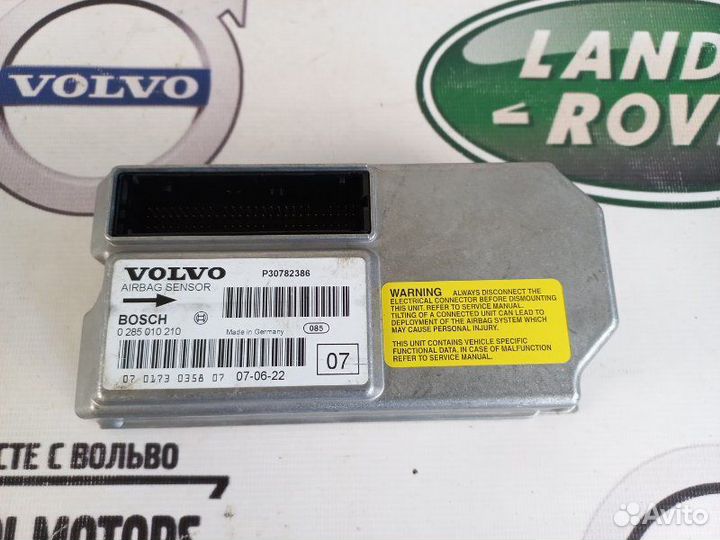 VOLVO
LAND
ROVE
VOLVO
P30782386
AIRBAG SENSOR
BOSCH
0 285 010 210
Made in Germany
085
07
07 0173 0358 07 07-06-22
WARNING ALWAYS DISCONNECT THE
ELECTRICAL CONNECTOR BEFORE DISMOUNTING
THIS UNIT. REFER TO SERVICE MANUAL.
TILTING OF A CONNECTED UNIT CAN LEAD TO
DEPLOYMENT OF THE AIRBAG SYSTEM WHICH
MAY CAUSE PERSONAL INJURY.
THIS UNIT CONTAINS VEHICLE SPECIFIC
FUNCTIONAL DATA. IN CASE OF MALFUNCTION
REFER TO SERVICE MANUAL.
СТЕ С ВОЛЬВО
MOTORS
Avito